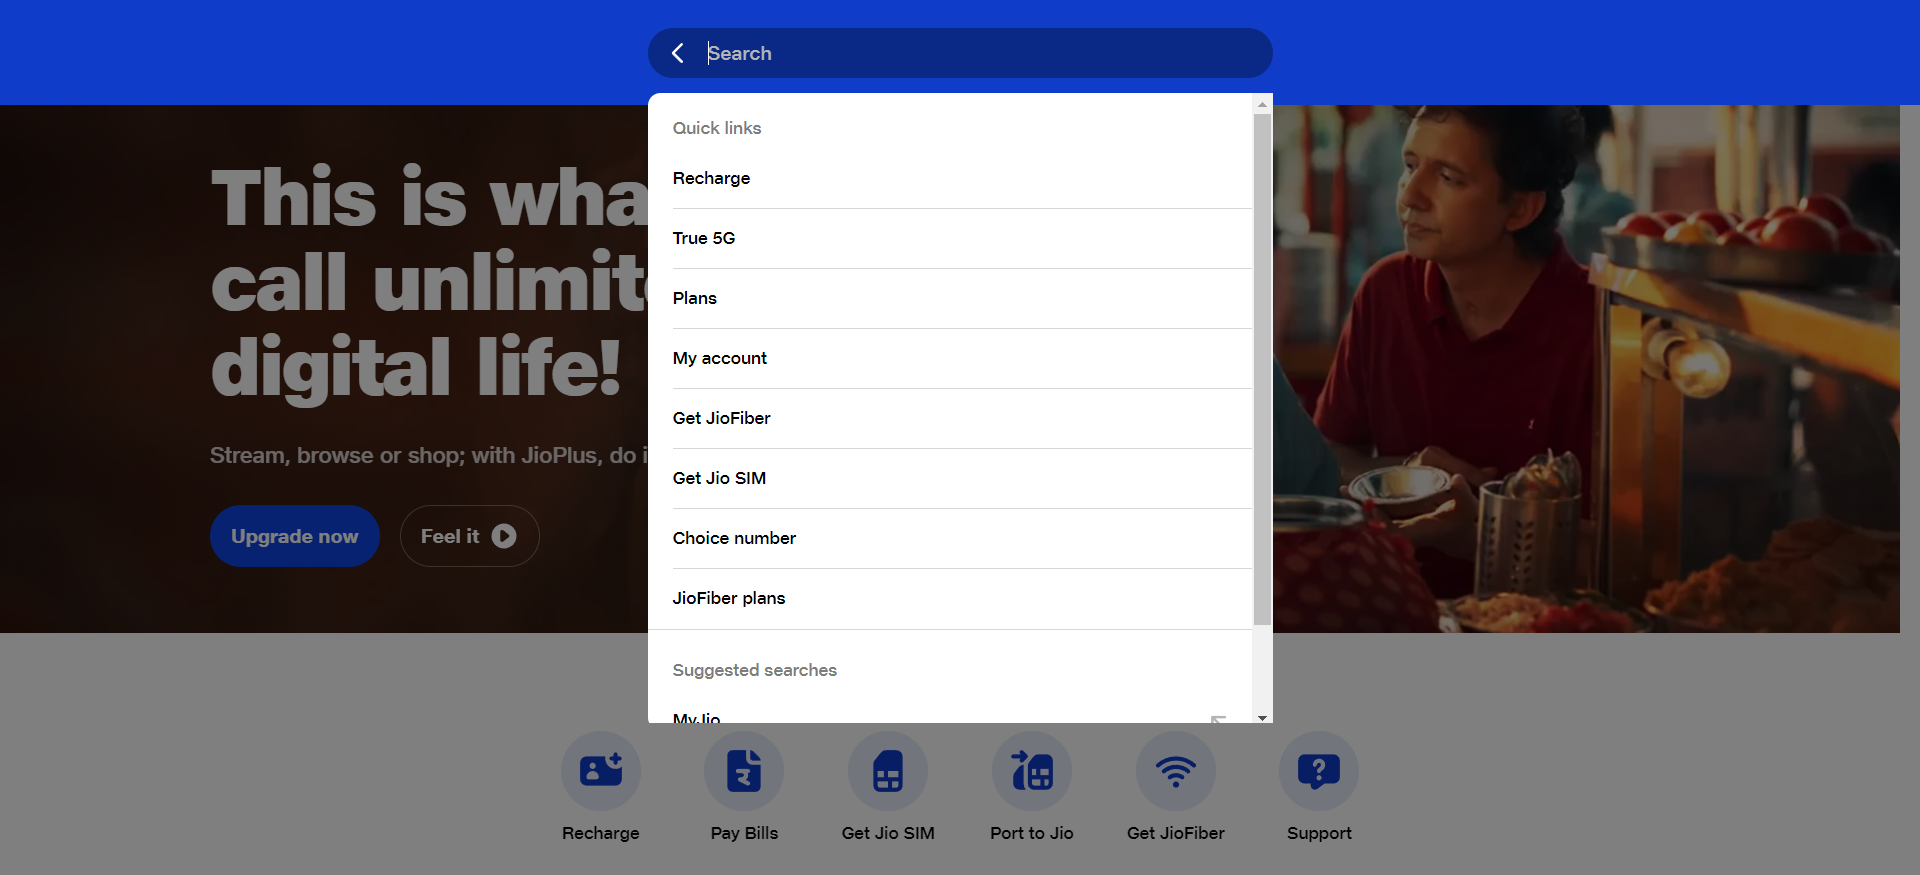 Search
Quick links
Recharge
True 5G
Plans
My account
Get JioFiber
Get Jio SIM
Choice number
JioFiber plans
Suggested searches
MyJio
This is wha
call unlimit
digital life!
Stream, browse or shop; with JioPlus, do i
Upgrade now
Feel it
Recharge
Pay Bills
Get Jio SIM
Port to Jio
Get JioFiber
Support